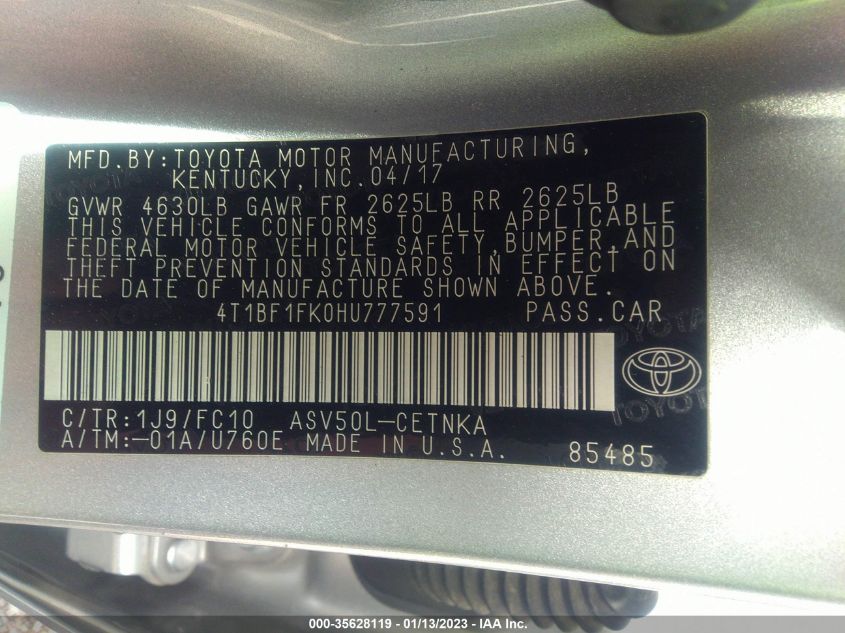 MFD.BY:TOYOTA MOTOR MANUFACTURING,
KENTUCKY,INC.04/17
GVWR 4630LB GAWR FR 2625LB RR 2625LB
THIS VEHICLE CONFORMS TO ALL APPLICABLE
FEDERAL MOTOR VEHICLE SAFETY,BUMPER,AND
THEFT PREVENTION STANDARDS IN EFFECT ON
THE DATE OF MANUFACTURE SHOWN ABOVE.
4T1BF1FK0HU777591 PASS.CAR
C/TR:1J9/FC10 ASV50L-CETNKA
A/TM:-01A/U760E MADE IN U.S.A. 85485
000-35628119 - 01/13/2023 - IAAI.com